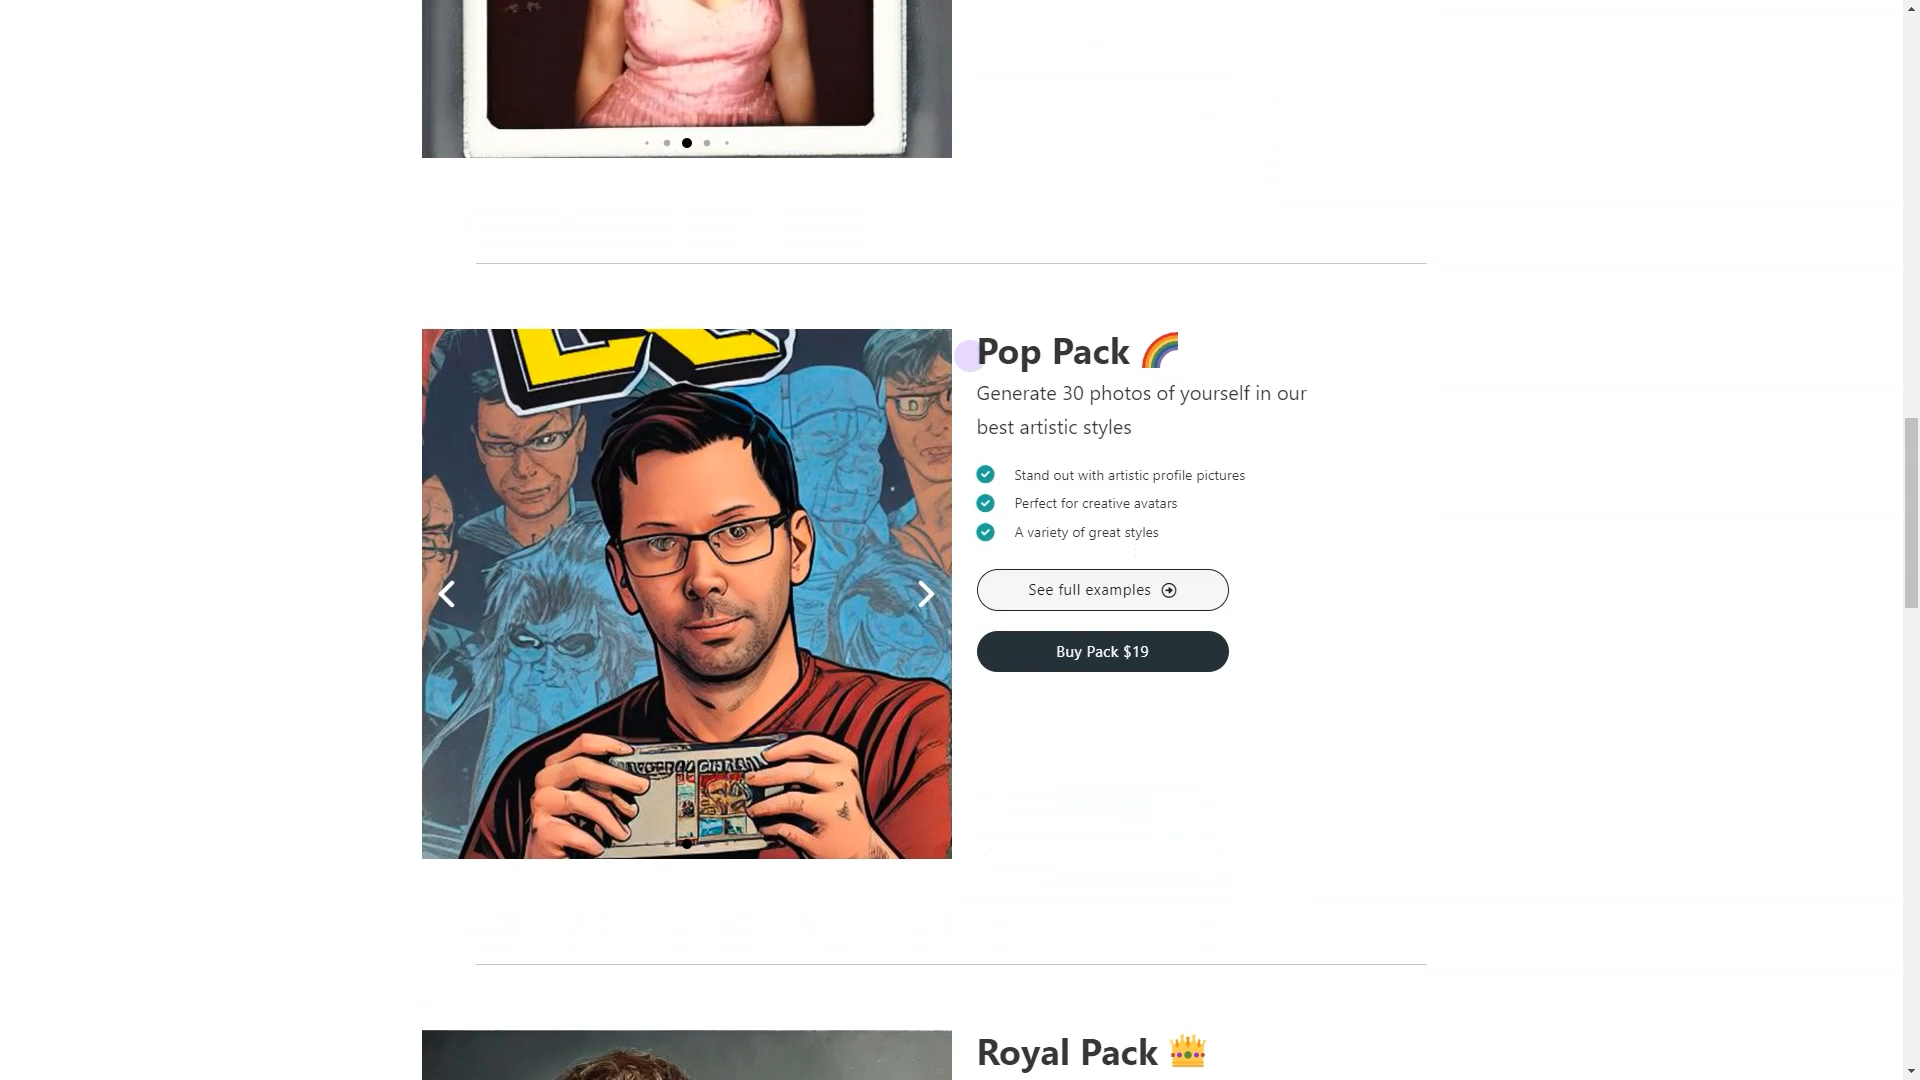 Pop Pack 🌈
Generate 30 photos of yourself in our
best artistic styles
Stand out with artistic profile pictures
Perfect for creative avatars
A variety of great styles
See full examples
Buy Pack $19
Royal Pack 👑